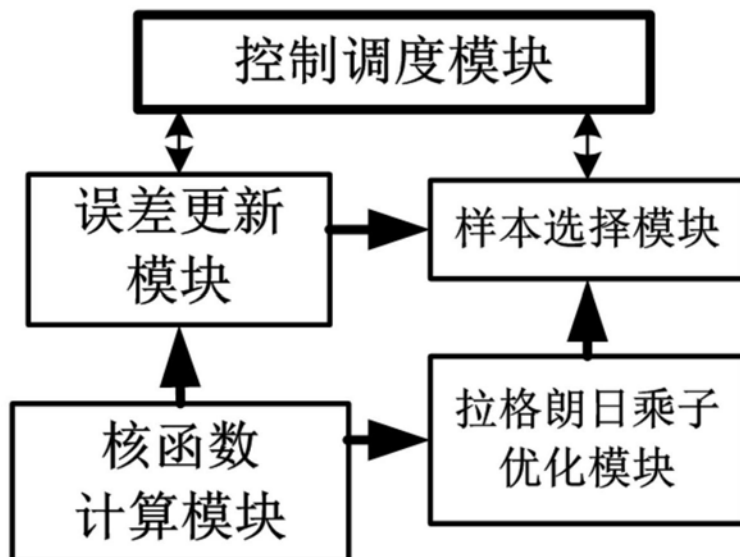 控制调度模块
误差更新
模块
样本选择模块
核函数
计算模块
拉格朗日乘子
优化模块